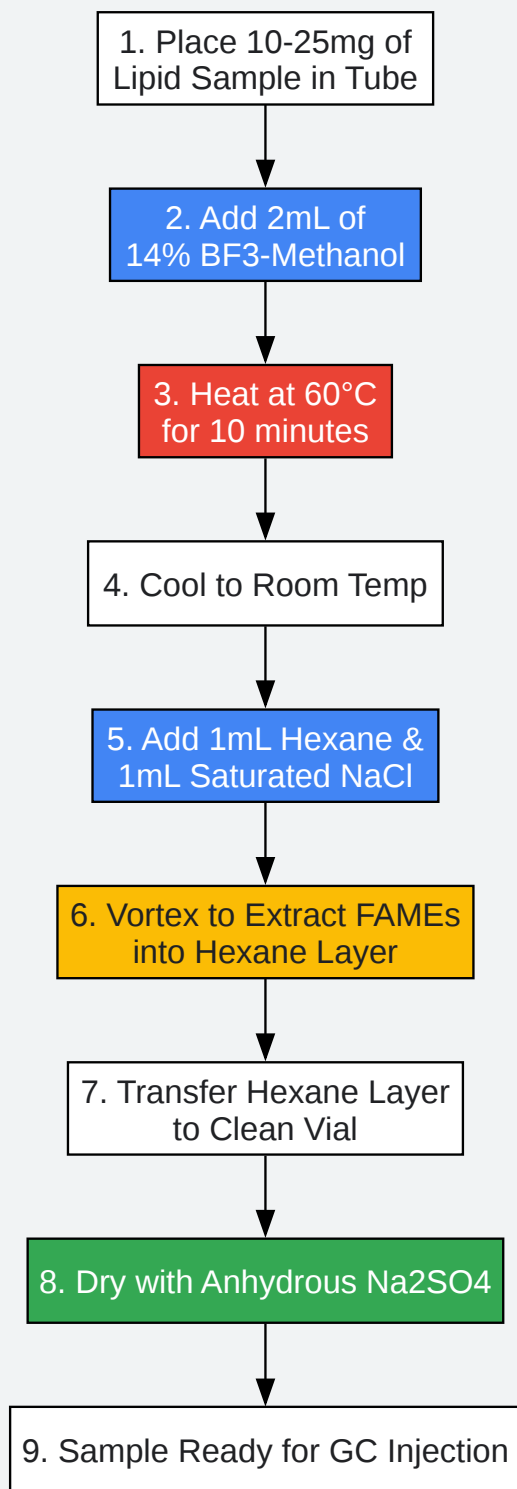 1. Place 10-25mg of
Lipid Sample in Tube
2. Add 2mL of
14% BF3-Methanol
3. Heat at 60°C
for 10 minutes
4. Cool to Room Temp
5. Add 1mL Hexane &
1mL Saturated NaCl
6. Vortex to Extract FAMEs
into Hexane Layer
7. Transfer Hexane Layer
to Clean Vial
8. Dry with Anhydrous Na2SO4
9. Sample Ready for GC Injection